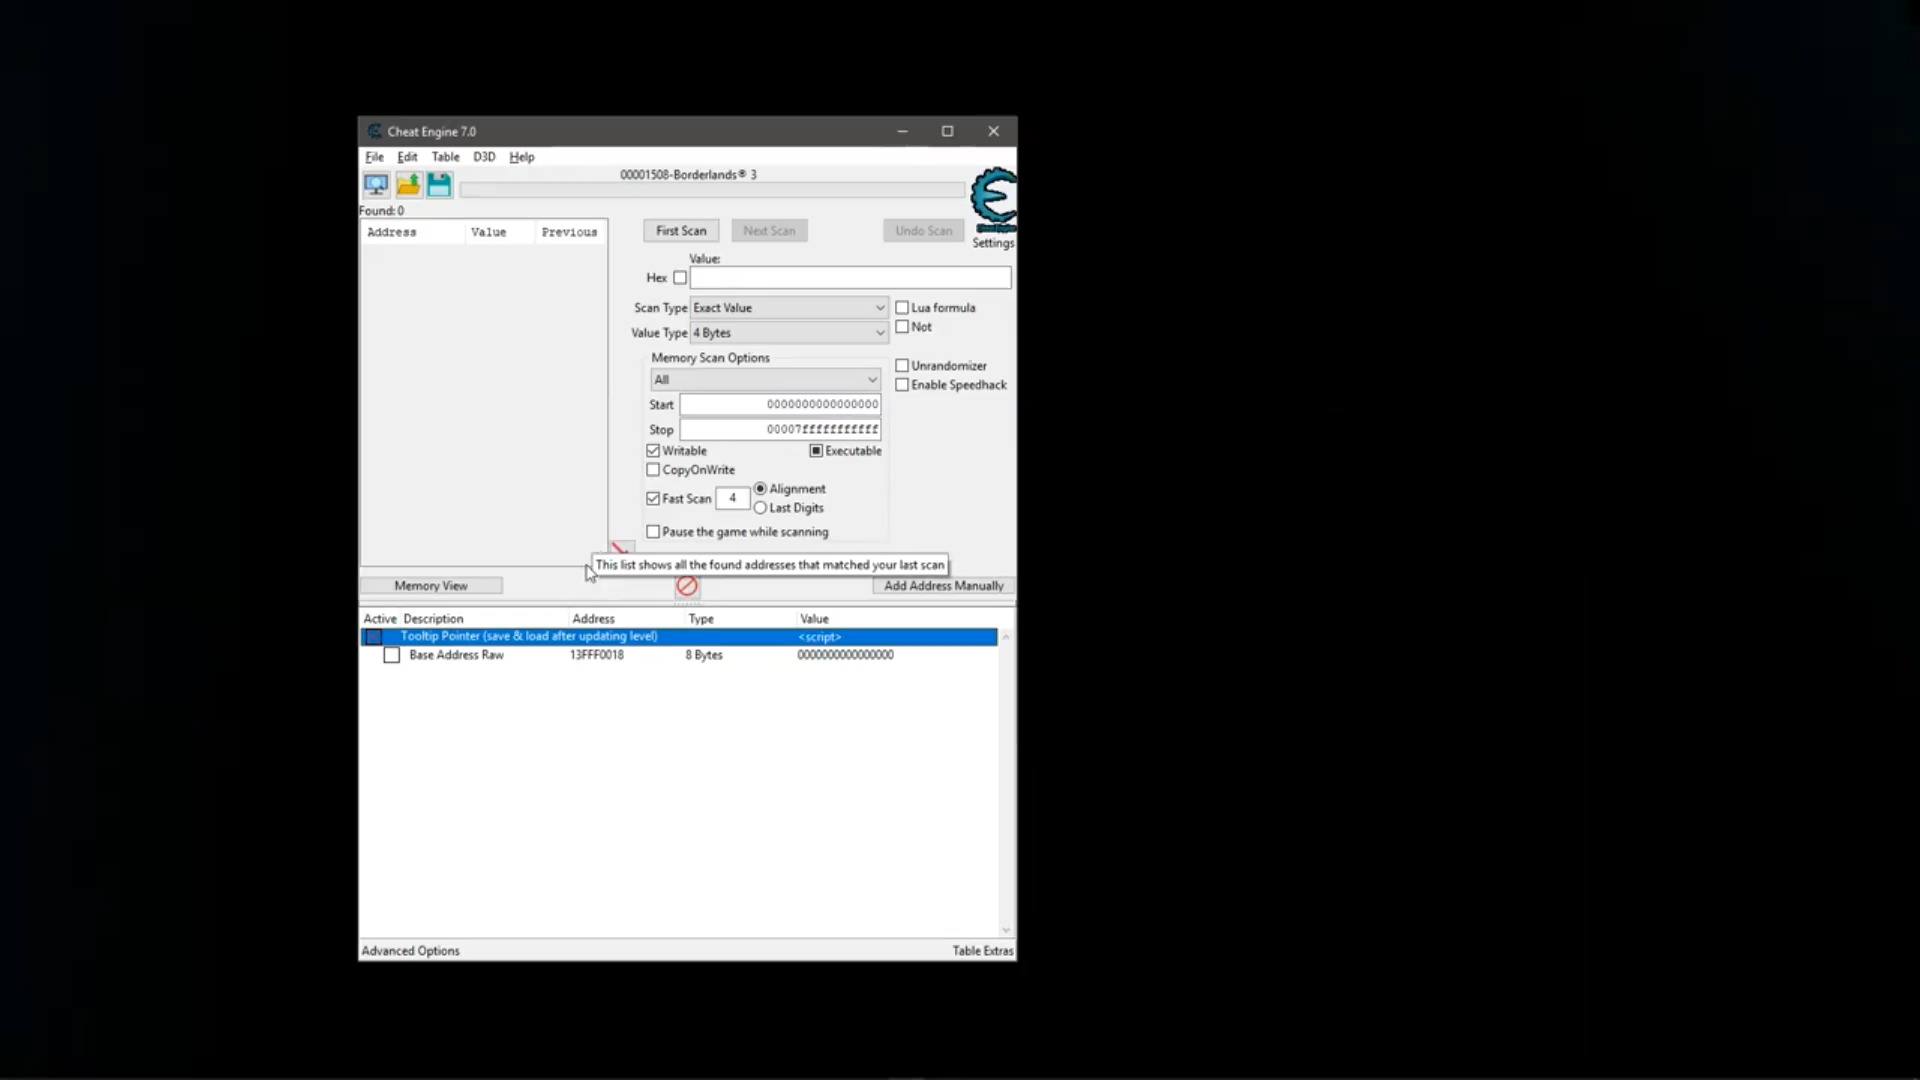 Cheat Engine 7.0
File Edit Table D3D Help
00001508-Borderlands® 3
Found: 0
Address Value Previous
First Scan Next Scan Undo Scan
Settings
Value:
Hex
Scan Type Exact Value Lua formula
Not
Value Type 4 Bytes
Memory Scan Options
All
Unrandomizer
Enable Speedhack
Start 0000000000000000
Stop 00007fffffffffff
Writable Executable
CopyOnWrite
Fast Scan 4 Alignment
Last Digits
Pause the game while scanning
This list shows all the found addresses that matched your last scan
Memory View Add Address Manually
Active Description Address Type Value
Tooltip Pointer (save & load after updating level) <script>
Base Address Raw 13FFF0018 8 Bytes 0000000000000000
Advanced Options Table Extras